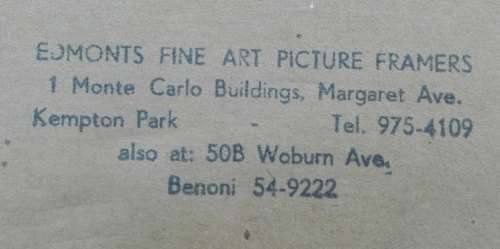 EDMONTS FINE ART PICTURE FRAMERS
1 Monte Carlo Buildings, Margaret Ave.
Kempton Park - Tel. 975-4109
also at: 50B Woburn Ave.
Benoni 54-9222